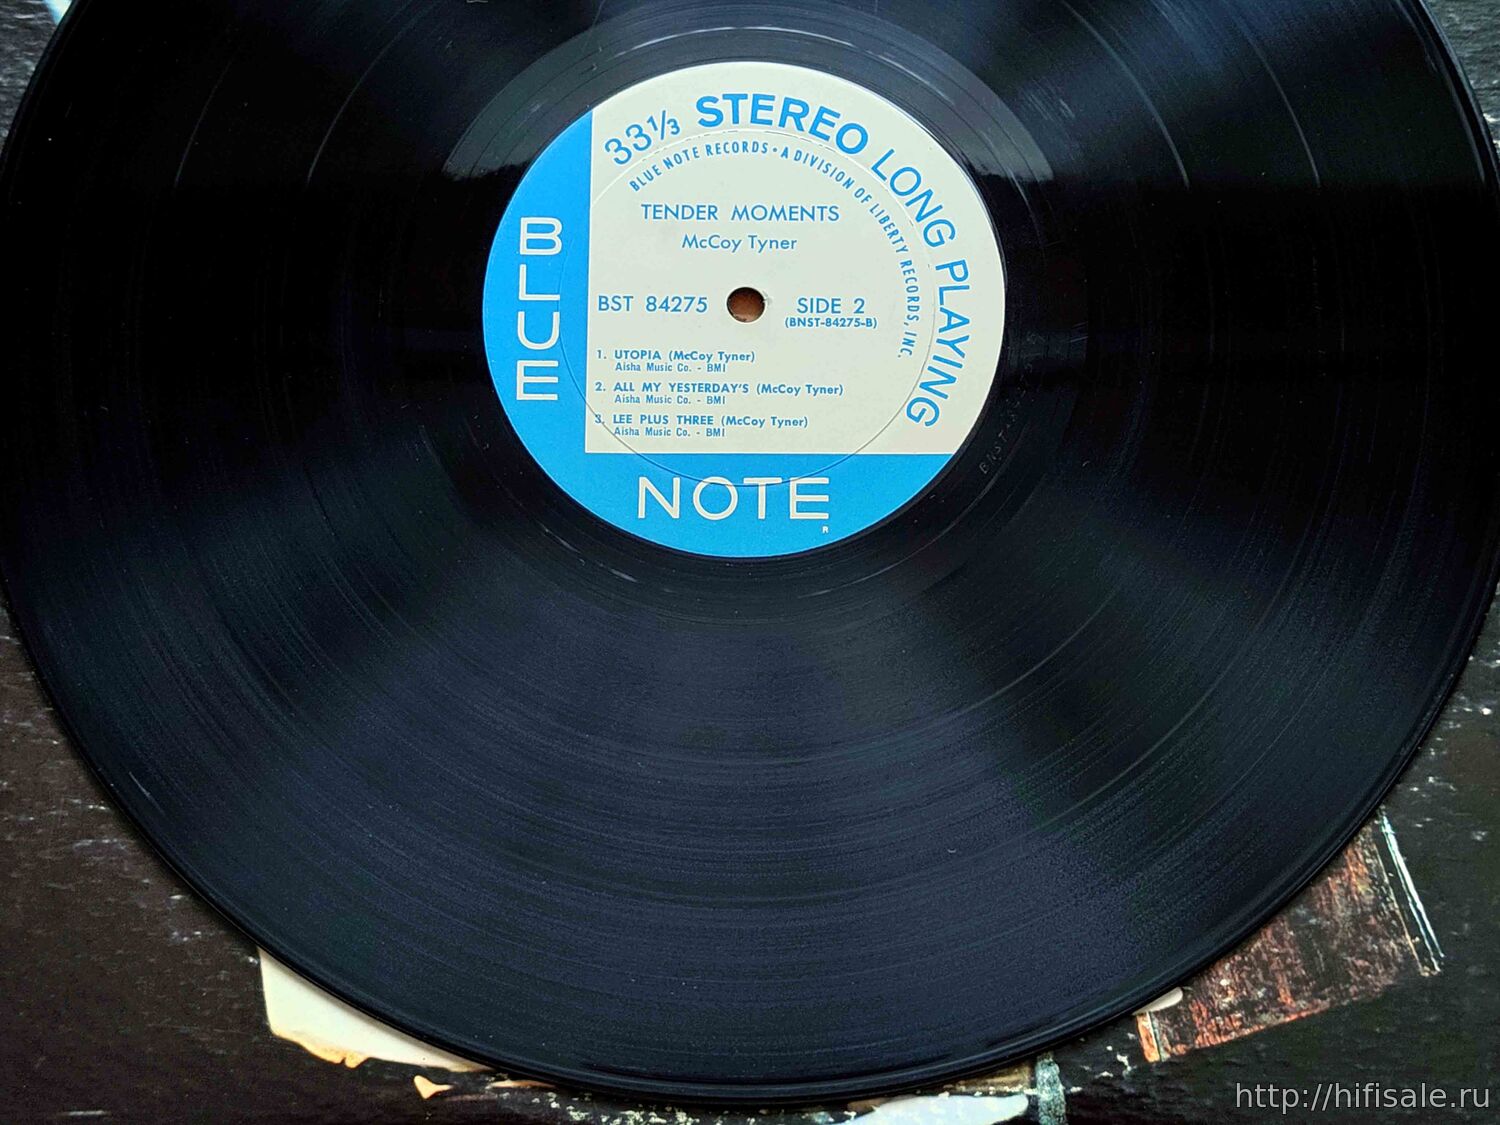 33⅓ STEREO LONG PLAYING
BLUE NOTE RECORDS • A DIVISION OF LIBERTY RECORDS, INC.
TENDER MOMENTS
McCoy Tyner
BST 84275
SIDE 2
(BNST-84275-B)
1. UTOPIA (McCoy Tyner)
Aisha Music Co. - BMI
2. ALL MY YESTERDAY'S (McCoy Tyner)
Aisha Music Co. - BMI
3. LEE PLUS THREE (McCoy Tyner)
Aisha Music Co. - BMI
BLUE
NOTE
R
http://hifisale.ru